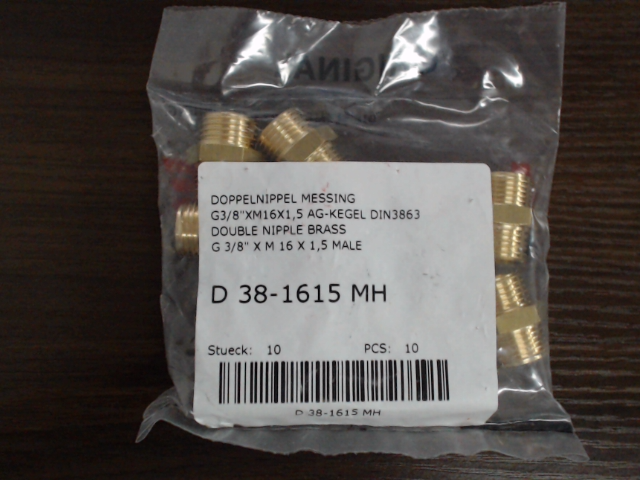 DOPPELNIPPEL MESSING
G3/8"XM16X1,5 AG-KEGEL DIN3863
DOUBLE NIPPLE BRASS
G 3/8" X M 16 X 1,5 MALE
D 38-1615 MH
Stueck: 10 PCS: 10
D 38-1615 MH